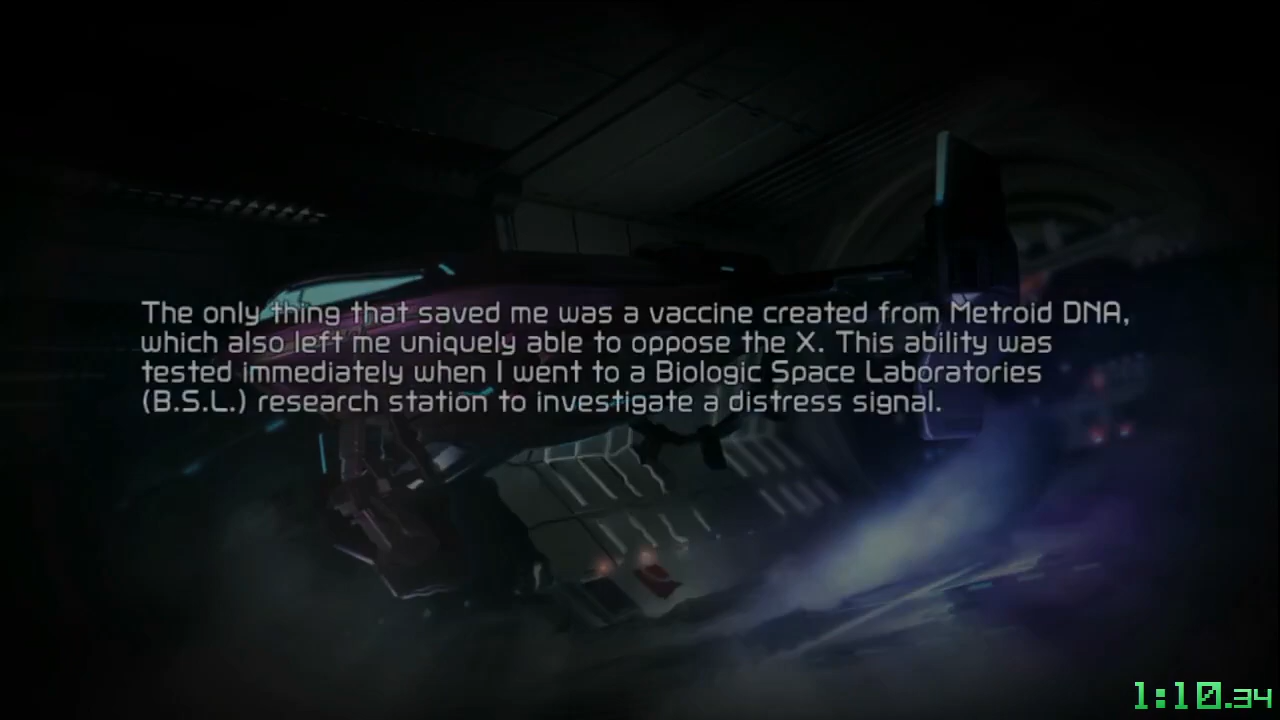 The only thing that saved me was a vaccine created from Metroid DNA,
which also left me uniquely able to oppose the X. This ability was
tested immediately when I went to a Biologic Space Laboratories
(B.S.L.) research station to investigate a distress signal.
1:10.34